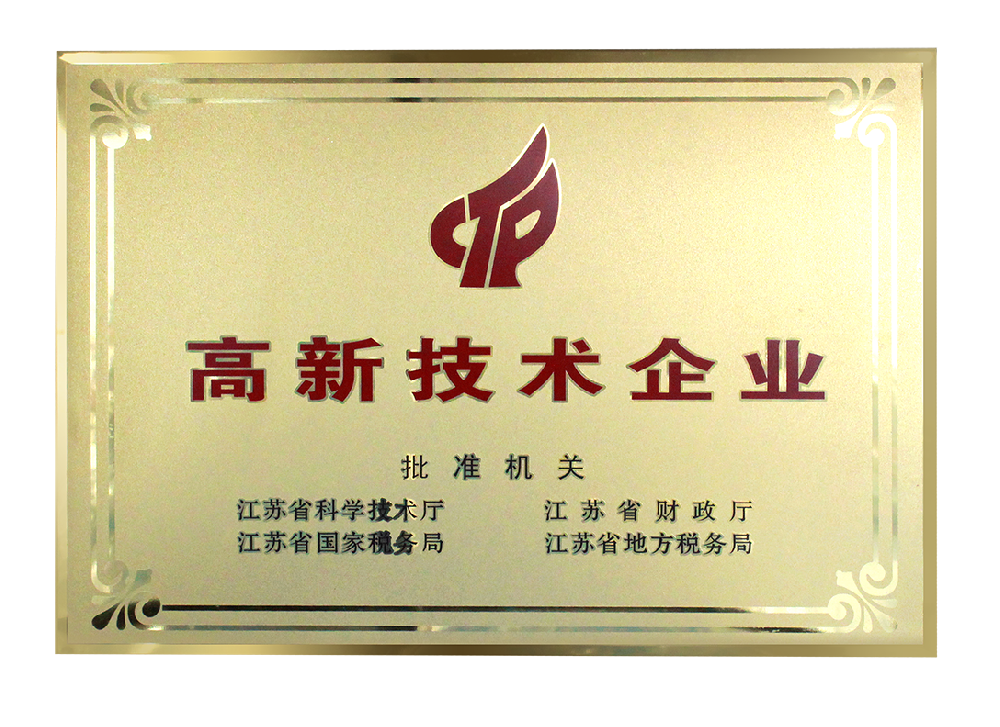 CTP
高新技术企业
批准机关
江苏省科学技术厅 江苏省财政厅
江苏省国家税务局 江苏省地方税务局